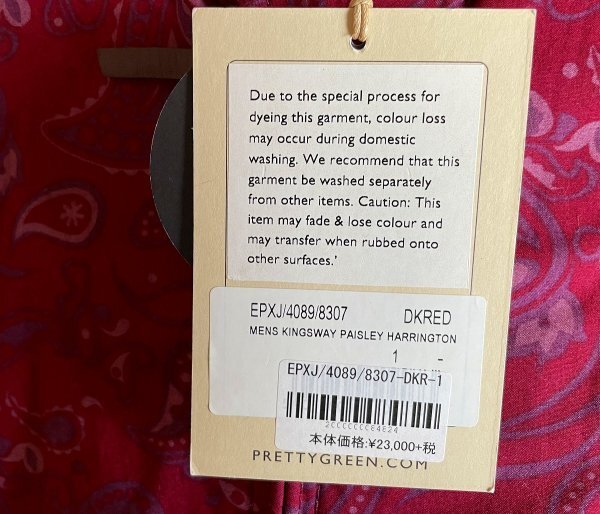 Due to the special process for
dyeing this garment, colour loss
may occur during domestic
washing. We recommend that this
garment be washed separately
from other items. Caution: This
item may fade & lose colour and
may transfer when rubbed onto
other surfaces.'
EPXJ/4089/8307 DKRED
MENS KINGSWAY PAISLEY HARRINGTON
1 -
EPXJ/4089/8307-DKR-1
本体価格:¥23,000+税
PRETTYGREEN.COM